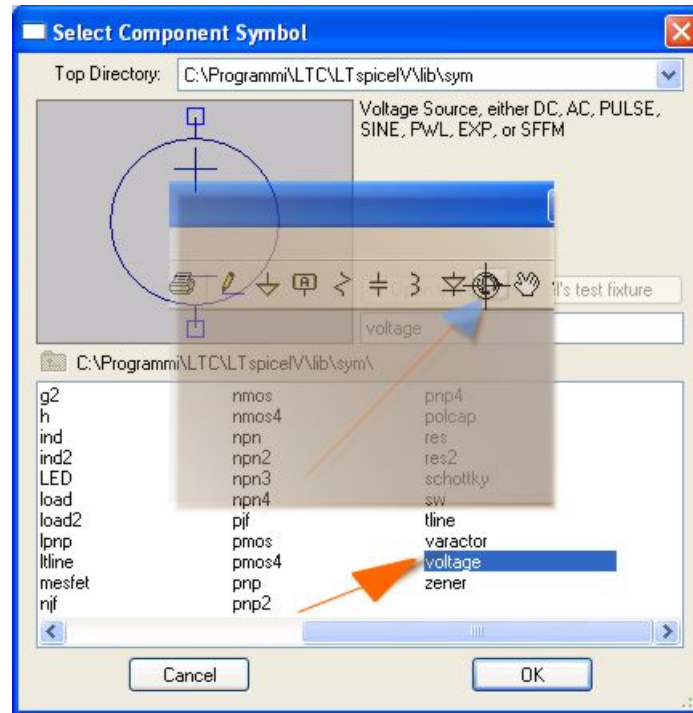 Select Component Symbol
Top Directory: C:\Programmi\LTC\LTspiceIV\lib\sym
Voltage Source, either DC, AC, PULSE,
SINE, PWL, EXP, or SFFM
A
's test fixture
voltage
C:\Programmi\LTC\LTspiceIV\lib\sym\
g2 nmos pnp4
h nmos4 polcap
ind npn res
ind2 npn2 res2
LED npn3 schottky
load npn4 sw
load2 pjf tline
lpnp pmos varactor
ltline pmos4 voltage
mesfet pnp zener
njf pnp2
Cancel OK